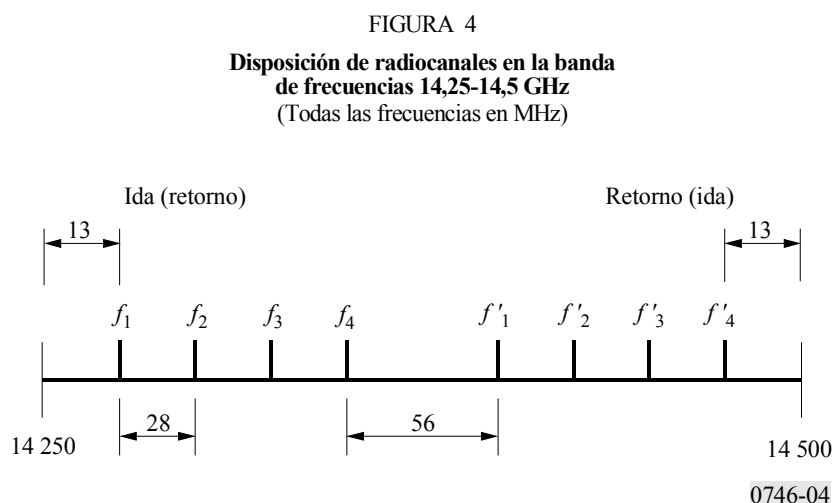 FIGURA 4
Disposición de radiocanales en la banda
de frecuencias 14,25-14,5 GHz
(Todas las frecuencias en MHz)
Ida (retorno) Retorno (ida)
13 13
f1 f2 f3 f4 f'1 f'2 f'3 f'4
28 56
14 250 14 500
0746-04